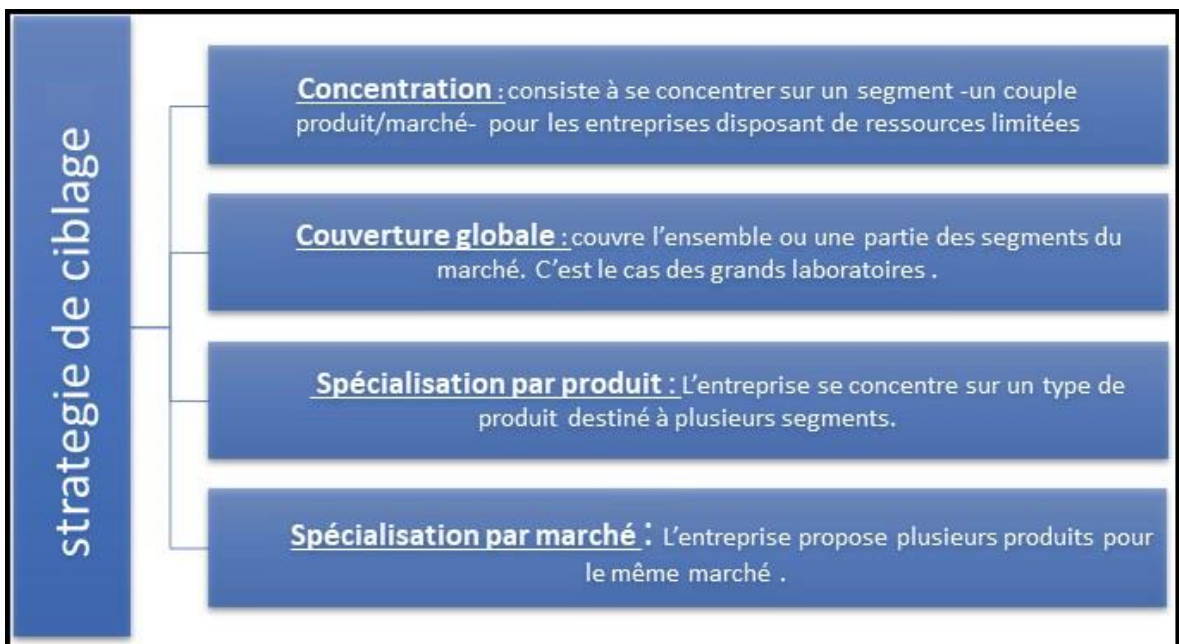 strategie de ciblage
Concentration : consiste à se concentrer sur un segment -un couple
produit/marché- pour les entreprises disposant de ressources limitées
Couverture globale : couvre l’ensemble ou une partie des segments du
marché. C’est le cas des grands laboratoires .
Spécialisation par produit : L’entreprise se concentre sur un type de
produit destiné à plusieurs segments.
Spécialisation par marché : L’entreprise propose plusieurs produits pour
le même marché .